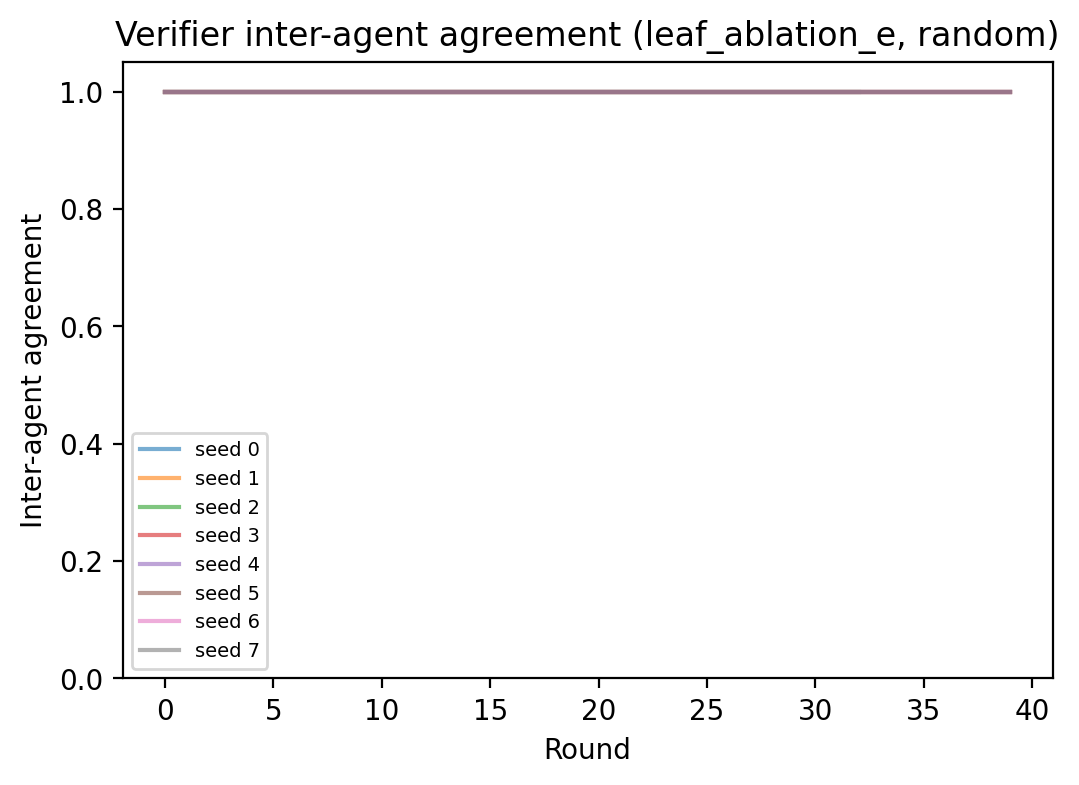 Verifier inter-agent agreement (leaf_ablation_e, random)
Inter-agent agreement
1.0
0.8
0.6
0.4
0.2
0.0
seed 0
seed 1
seed 2
seed 3
seed 4
seed 5
seed 6
seed 7
0 5 10 15 20 25 30 35 40
Round